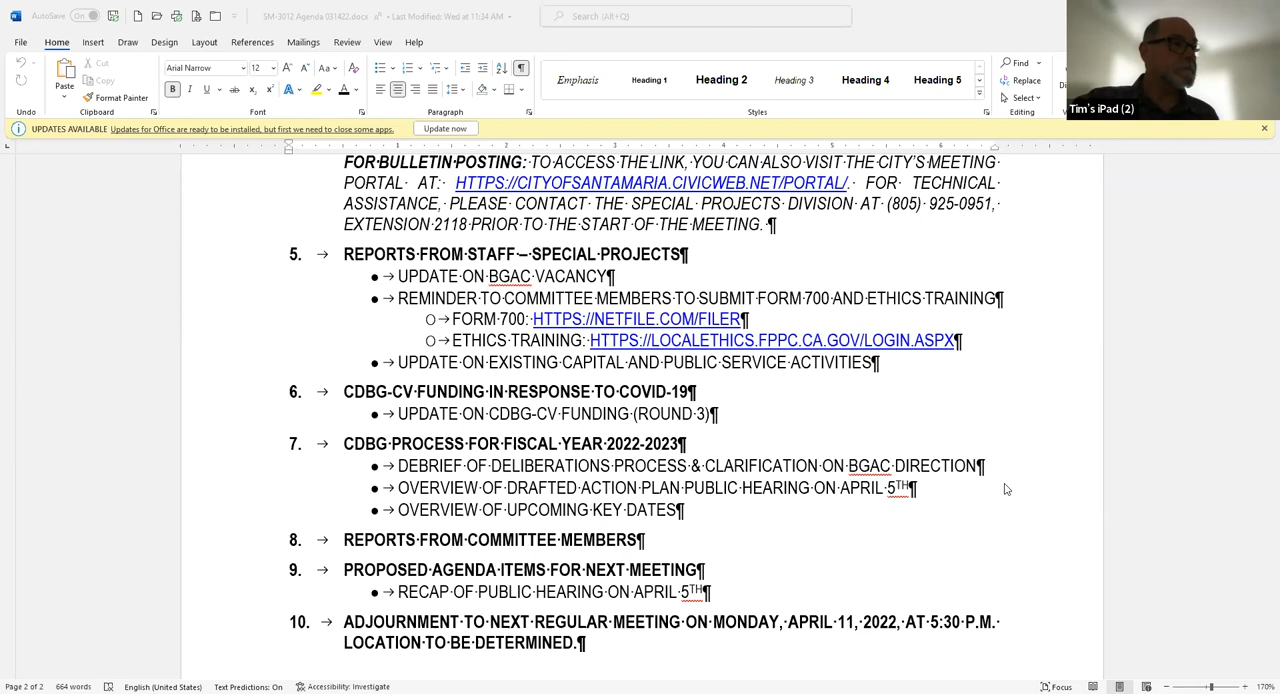 AutoSave Off SM-3012 Agenda 031422.docx • Last Modified: Wed at 11:34 AM Search (Alt+Q)
File Home Insert Draw Design Layout References Mailings Review View Help
Paste Cut Copy Format Painter
Arial Narrow 12 Aa
B I U ab x₂ x² A A
Emphasis Heading 1 Heading 2 Heading 3 Heading 4 Heading 5
Find Replace Select
Undo Clipboard Font Paragraph Styles Editing
Tim's iPad (2)
UPDATES AVAILABLE Updates for Office are ready to be installed, but first we need to close some apps. Update now
1 2 3 4 5 6
FOR BULLETIN POSTING: TO ACCESS THE LINK, YOU CAN ALSO VISIT THE CITY'S MEETING
PORTAL AT: HTTPS://CITYOFSANTAMARIA.CIVICWEB.NET/PORTAL/. FOR TECHNICAL
ASSISTANCE, PLEASE CONTACT THE SPECIAL PROJECTS DIVISION AT (805) 925-0951,
EXTENSION 2118 PRIOR TO THE START OF THE MEETING. ¶
5. → REPORTS FROM STAFF – SPECIAL PROJECTS¶
● → UPDATE ON BGAC VACANCY¶
● → REMINDER TO COMMITTEE MEMBERS TO SUBMIT FORM 700 AND ETHICS TRAINING¶
O → FORM 700: HTTPS://NETFILE.COM/FILER¶
O → ETHICS TRAINING: HTTPS://LOCALETHICS.FPPC.CA.GOV/LOGIN.ASPX¶
● → UPDATE ON EXISTING CAPITAL AND PUBLIC SERVICE ACTIVITIES¶
6. → CDBG-CV FUNDING IN RESPONSE TO COVID-19¶
● → UPDATE ON CDBG-CV FUNDING (ROUND 3)¶
7. → CDBG PROCESS FOR FISCAL YEAR 2022-2023¶
● → DEBRIEF OF DELIBERATIONS PROCESS & CLARIFICATION ON BGAC DIRECTION¶
● → OVERVIEW OF DRAFTED ACTION PLAN PUBLIC HEARING ON APRIL 5TH¶
● → OVERVIEW OF UPCOMING KEY DATES¶
8. → REPORTS FROM COMMITTEE MEMBERS¶
9. → PROPOSED AGENDA ITEMS FOR NEXT MEETING¶
● → RECAP OF PUBLIC HEARING ON APRIL 5TH¶
10. → ADJOURNMENT TO NEXT REGULAR MEETING ON MONDAY, APRIL 11, 2022, AT 5:30 P.M.
LOCATION TO BE DETERMINED.¶
Page 2 of 2 664 words English (United States) Text Predictions: On Accessibility: Investigate Focus 170%